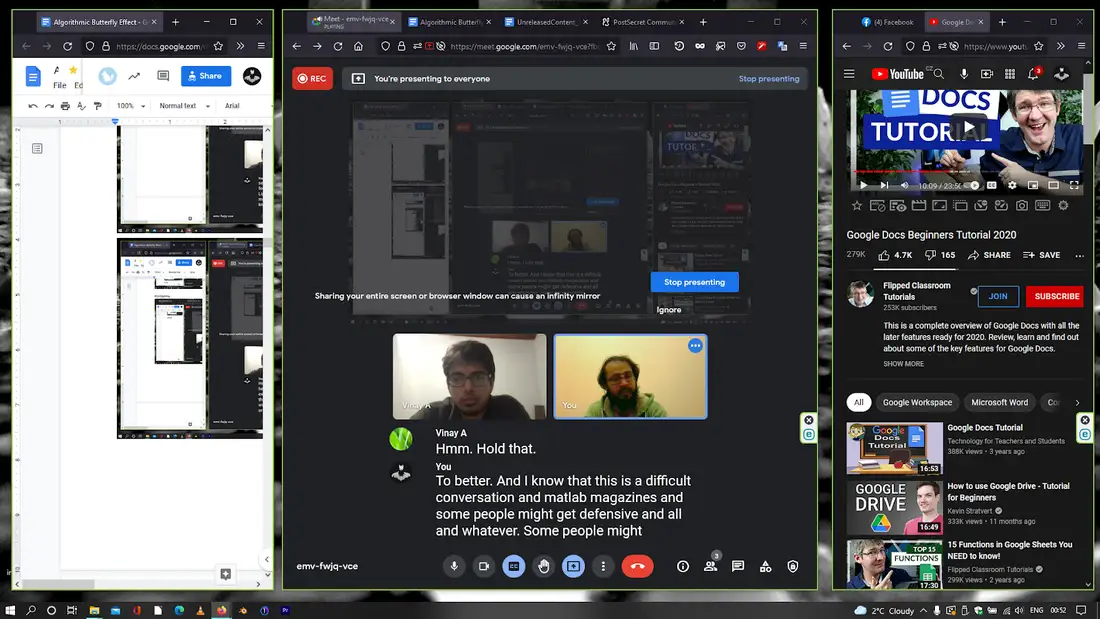 Algorithmic Butterfly Effect - G
https://docs.google.com
File
Share
100%
Normal text
Arial
Meet - emv-fwjq-vce
PLAYING
Algorithmic Butterfly
UnreleasedContent_
PostSecret Commun
https://meet.google.com/emv-fwjq-vce?
REC
You're presenting to everyone
Stop presenting
Sharing your entire screen or browser window can cause an infinity mirror
Stop presenting
Ignore
Vinay A
You
Vinay A
Hmm. Hold that.
You
To better. And I know that this is a difficult
conversation and matlab magazines and
some people might get defensive and all
and whatever. Some people might
emv-fwjq-vce
3
(4) Facebook
Google Do
https://www.yout
YouTube CZ
3
DOCS
TUTORIAL
10:09 / 23:50
Google Docs Beginners Tutorial 2020
279K
4.7K
165
SHARE
SAVE
Flipped Classroom
Tutorials
253K subscribers
JOIN
SUBSCRIBE
This is a complete overview of Google Docs with all the
later features ready for 2020. Review, learn and find out
about some of the key features for Google Docs.
SHOW MORE
All
Google Workspace
Microsoft Word
Google
Docs
Tutorial
16:53
Google Docs Tutorial
Technology for Teachers and Students
388K views • 3 years ago
GOOGLE
DRIVE
16:49
How to use Google Drive - Tutorial
for Beginners
Kevin Stratvert
333K views • 11 months ago
TOP 15
FUNCTIONS
17:30
15 Functions in Google Sheets You
NEED to know!
Flipped Classroom Tutorials
299K views • 2 years ago
2°C Cloudy
ENG
00:52